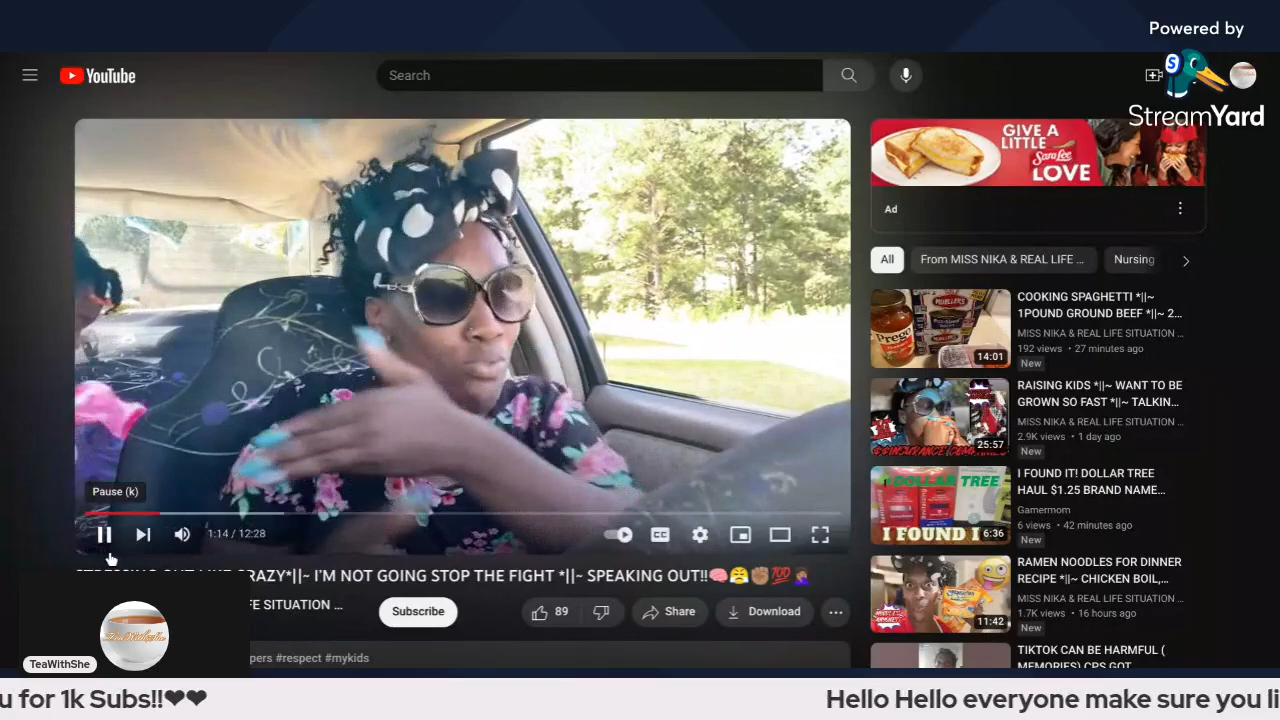 Powered by
StreamYard
YouTube
Search
GIVE A
LITTLE
Sara Lee
LOVE
Ad
All
From MISS NIKA & REAL LIFE ...
Nursing
COOKING SPAGHETTI *||~
1POUND GROUND BEEF *||~ 2...
MISS NIKA & REAL LIFE SITUATION ...
192 views • 27 minutes ago
New
14:01
MUELLER'S
Prego
RAISING KIDS *||~ WANT TO BE
GROWN SO FAST *||~ TALKIN...
MISS NIKA & REAL LIFE SITUATION ...
2.9K views • 1 day ago
New
25:57
I FOUND IT! DOLLAR TREE
HAUL $1.25 BRAND NAME...
Gamermom
6 views • 42 minutes ago
New
DOLLAR TREE
I FOUND I
6:36
RAMEN NOODLES FOR DINNER
RECIPE *||~ CHICKEN BOIL,...
MISS NIKA & REAL LIFE SITUATION ...
1.7K views • 16 hours ago
New
11:42
TIKTOK CAN BE HARMFUL (
MEMORIES) CPS GOT
Pause (k)
1:14 / 12:28
CRAZY*||~ I'M NOT GOING STOP THE FIGHT *||~ SPEAKING OUT!!🧠😤✊🏾💯🤦🏾‍♀️
FE SITUATION ...
Subscribe
89
Share
Download
pers #respect #mykids
TeaWithShe
u for 1k Subs!!❤❤
Hello Hello everyone make sure you li